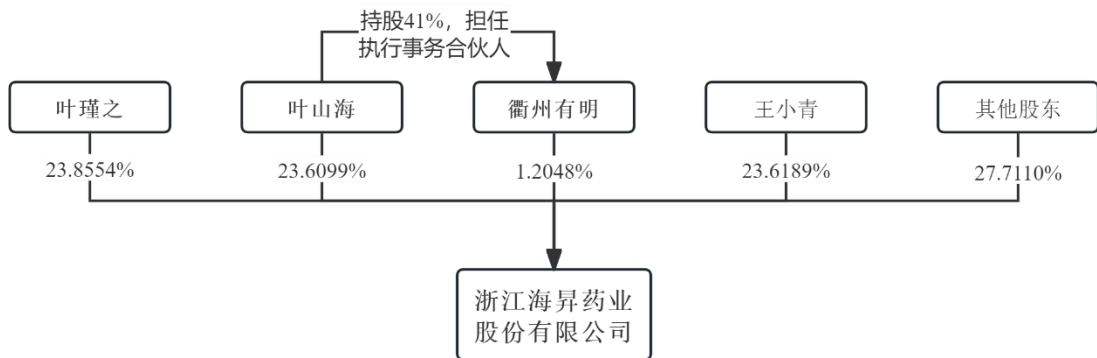 持股41%，担任
执行事务合伙人
叶瑾之
叶山海
衢州有明
王小青
其他股东
23.8554%
23.6099%
1.2048%
23.6189%
27.7110%
浙江海昇药业
股份有限公司